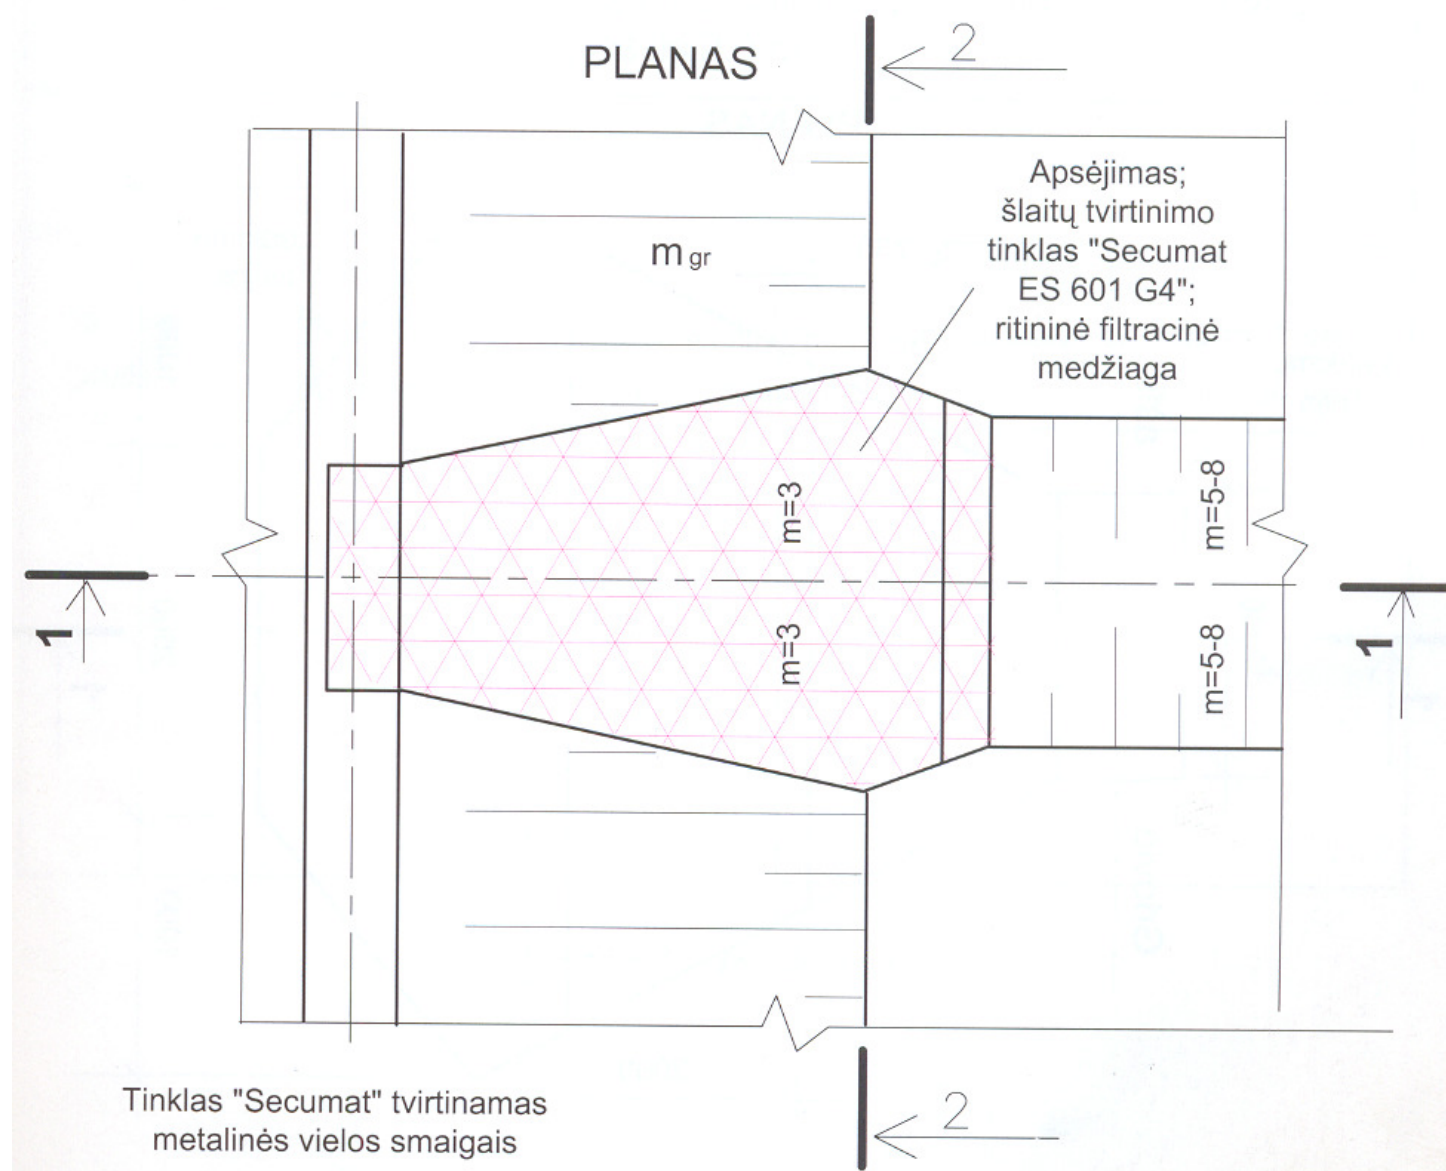 PLANAS
2
Apsėjimas;
šlaitų tvirtinimo
tinklas "Secumat
ES 601 G4";
ritininė filtracinė
medžiaga
m gr
m=3
m=5-8
1
1
m=3
m=5-8
2
Tinklas "Secumat" tvirtinamas
metalinės vielos smaigais